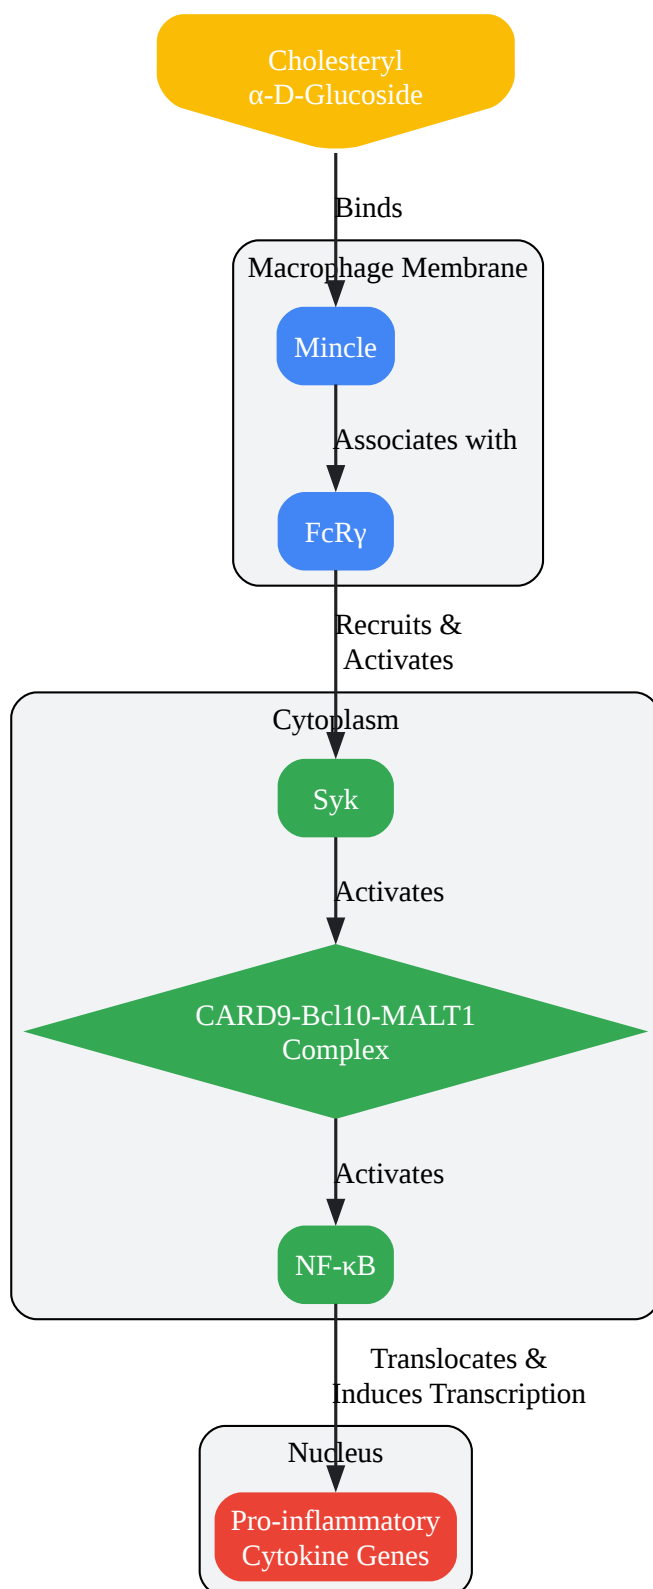 Cholesteryl
α-D-Glucoside
Binds
Macrophage Membrane
Mincle
Associates with
FcRγ
Recruits &
Activates
Cytoplasm
Syk
Activates
CARD9-Bcl10-MALT1
Complex
Activates
NF-κB
Translocates &
Induces Transcription
Nucleus
Pro-inflammatory
Cytokine Genes